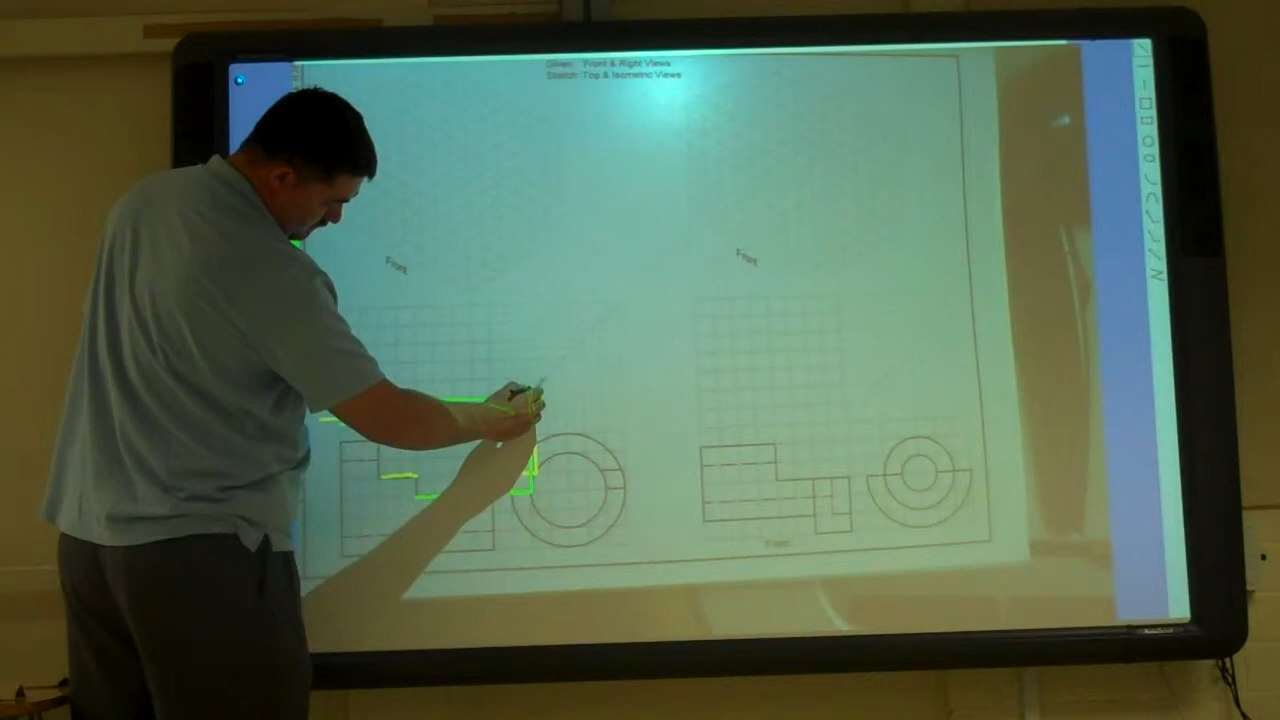 Given: Front & Right Views
Sketch: Top & Isometric Views
Front
Front
Front